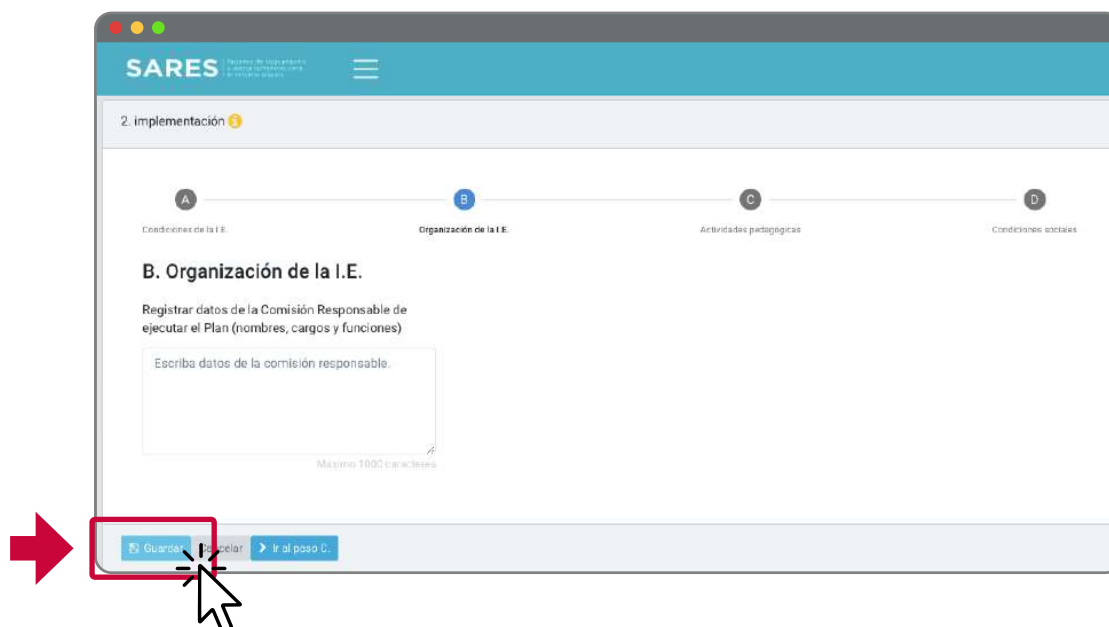 SARES
2. implementación
A
B
C
D
Condiciones de la I.E.
Organización de la I.E.
Actividades pedagógicas
Condiciones sociales
B. Organización de la I.E.
Registrar datos de la Comisión Responsable de
ejecutar el Plan (nombres, cargos y funciones)
Escriba datos de la comisión responsable.
Máximo 1000 caracteres
Guardar
Cancelar
Ir al paso C.